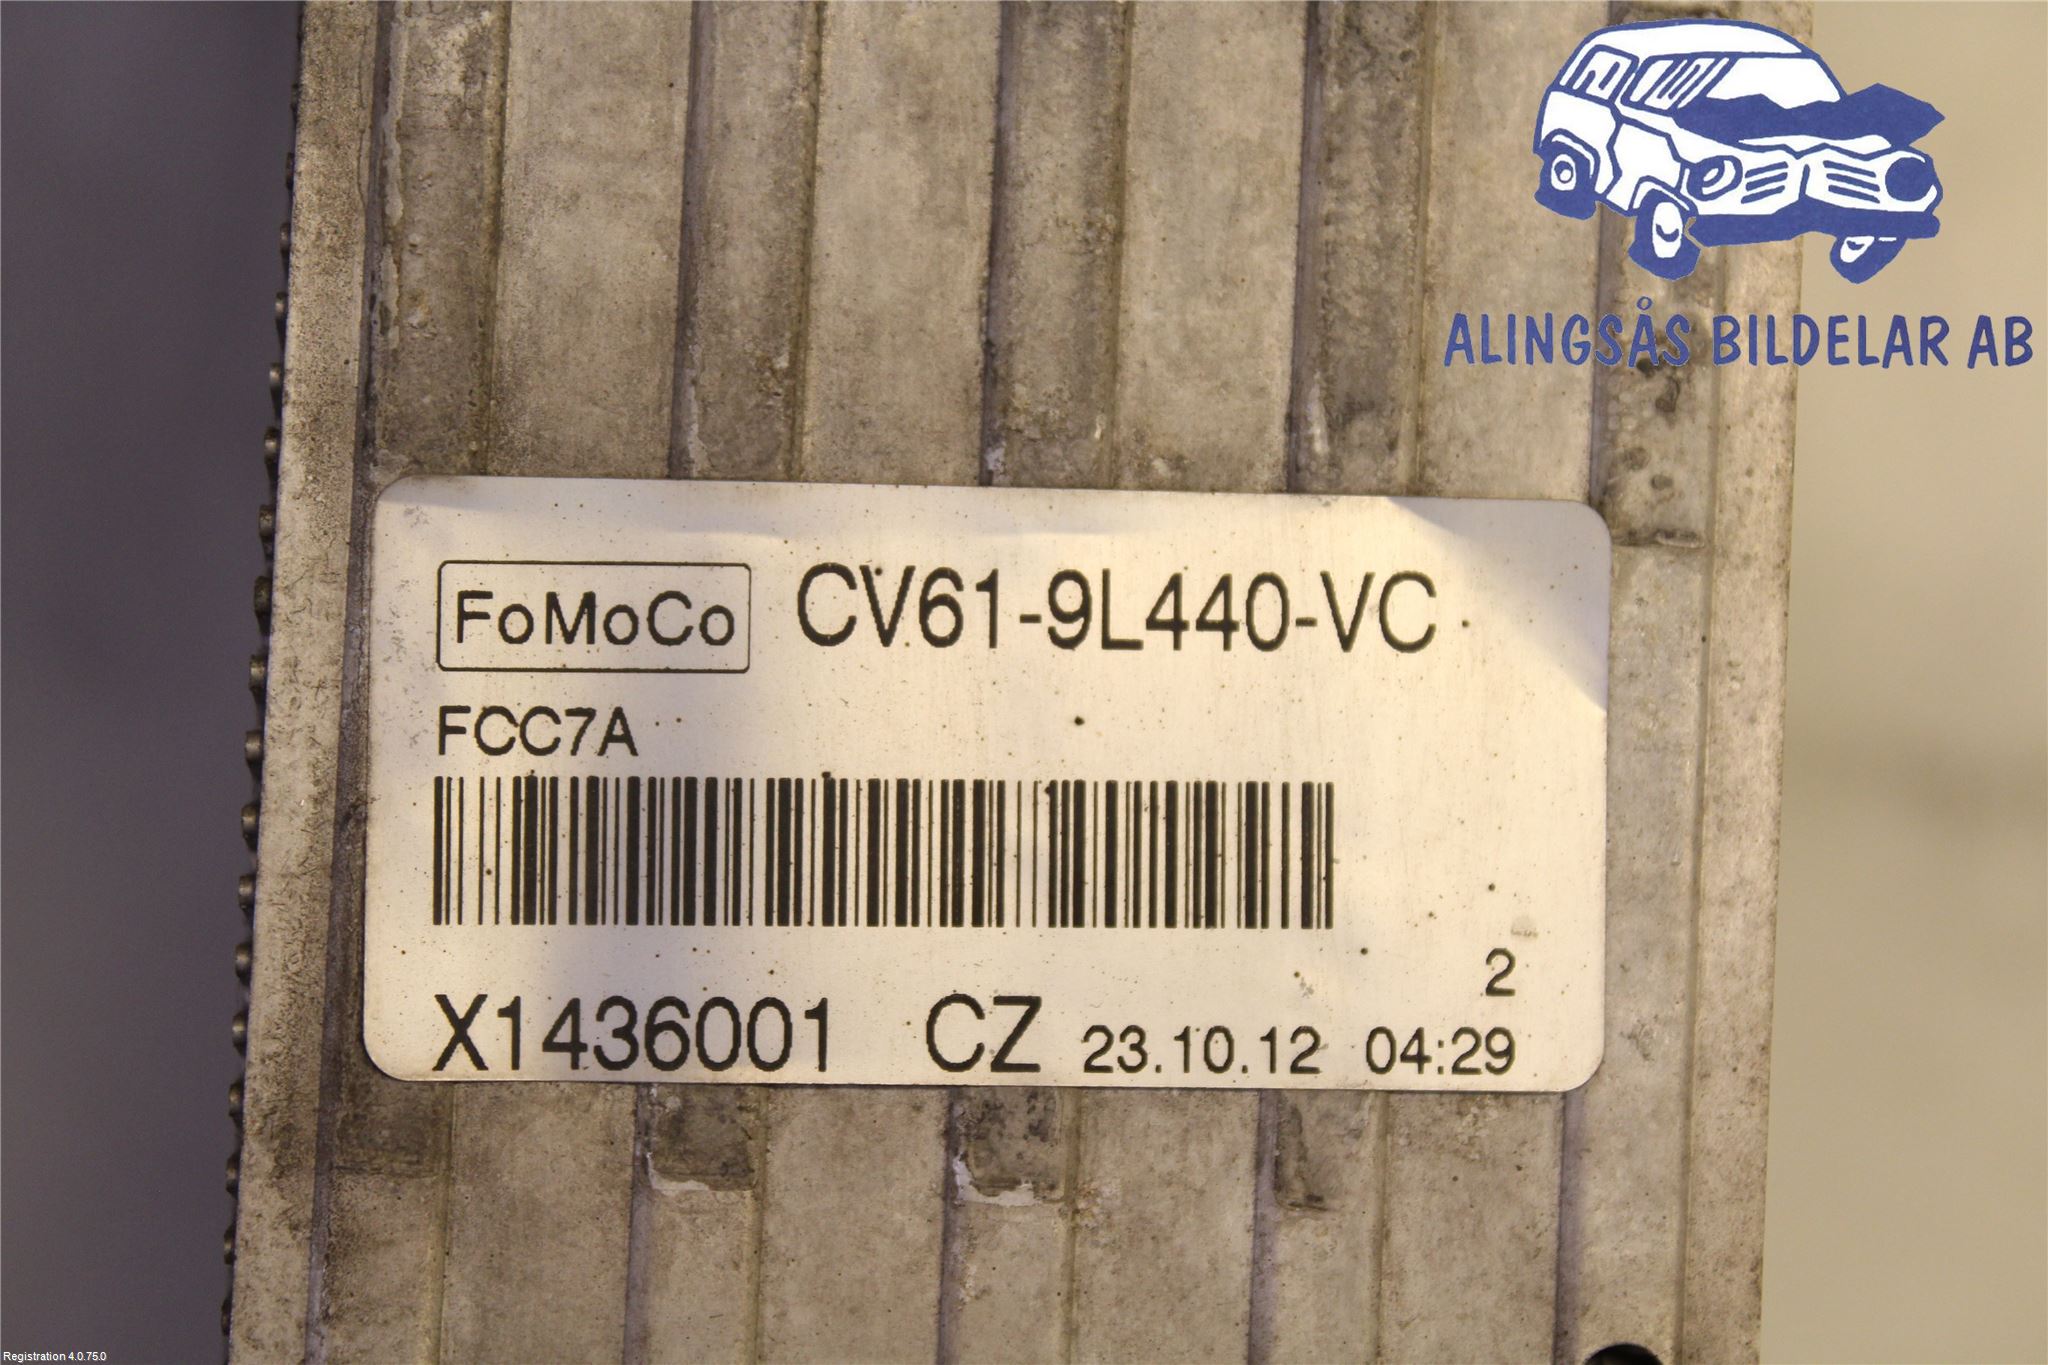 ALINGSÅS BILDELAR AB
FoMoCo CV61-9L440-VC
FCC7A
2
X1436001 CZ 23.10.12 04:29
Registration 4.0.75.0